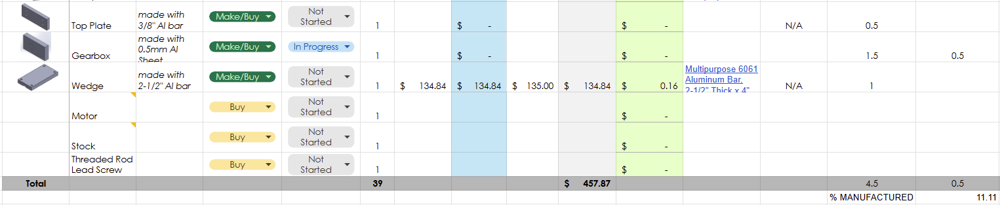 Top Plate made with 3/8" Al bar Make/Buy Not Started 1 $ - $ - N/A 0.5
Gearbox made with 0.5mm Al Sheet Make/Buy In Progress 1 $ - $ - 1.5 0.5
Wedge made with 2-1/2" Al bar Make/Buy Not Started 1 $ 134.84 $ 134.84 $ 135.00 $ 134.84 $ 0.16 Multipurpose 6061 Aluminum Bar, 2-1/2" Thick x 4" N/A 1
Motor Buy Not Started 1 $ -
Stock Buy Not Started 1 $ -
Threaded Rod Lead Screw Buy Not Started 1 $ -
Total 39 $ 457.87 4.5 0.5
% MANUFACTURED 11.11